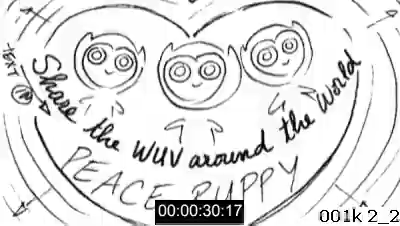 TEXT
Share the WUV around the World
PEACE PUPPY
00:00:30:17
001k 2_2